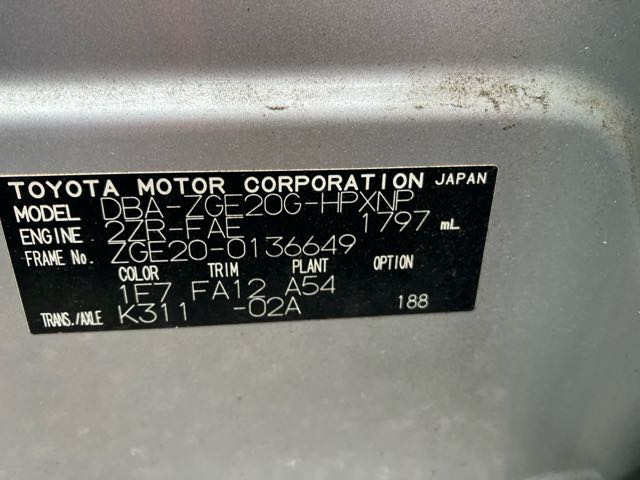 TOYOTA MOTOR CORPORATION JAPAN
MODEL DBA-ZGE20G-HPXNP
ENGINE 2ZR-FAE 1797 mL
FRAME No. ZGE20-0136649
COLOR TRIM PLANT OPTION
1F7 FA12 A54
TRANS./AXLE K311 -02A 188